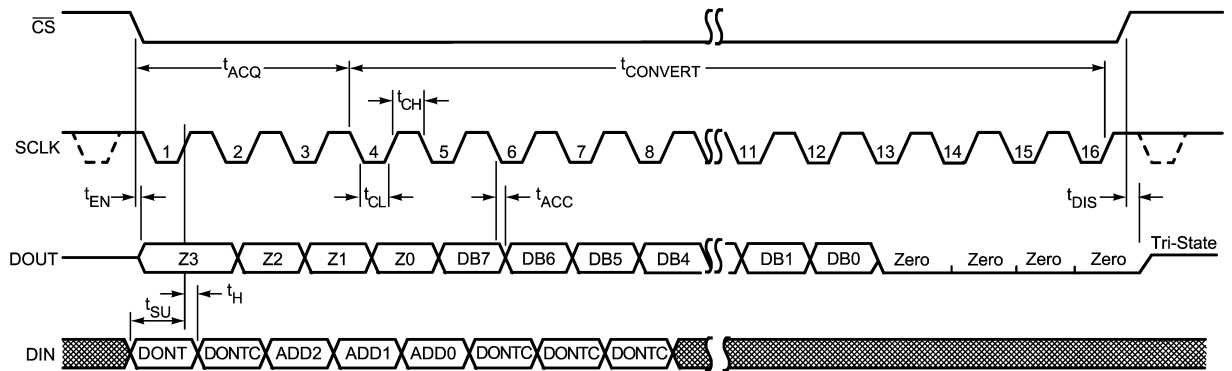 CS
tACQ
tCONVERT
tCH
SCLK
1 2 3 4 5 6 7 8 11 12 13 14 15 16
tEN
tCL
tACC
tDIS
DOUT
Z3 Z2 Z1 Z0 DB7 DB6 DB5 DB4 DB1 DB0 Zero Zero Zero Zero
Tri-State
tSU
tH
DIN
DONT DONTC ADD2 ADD1 ADD0 DONTC DONTC DONTC